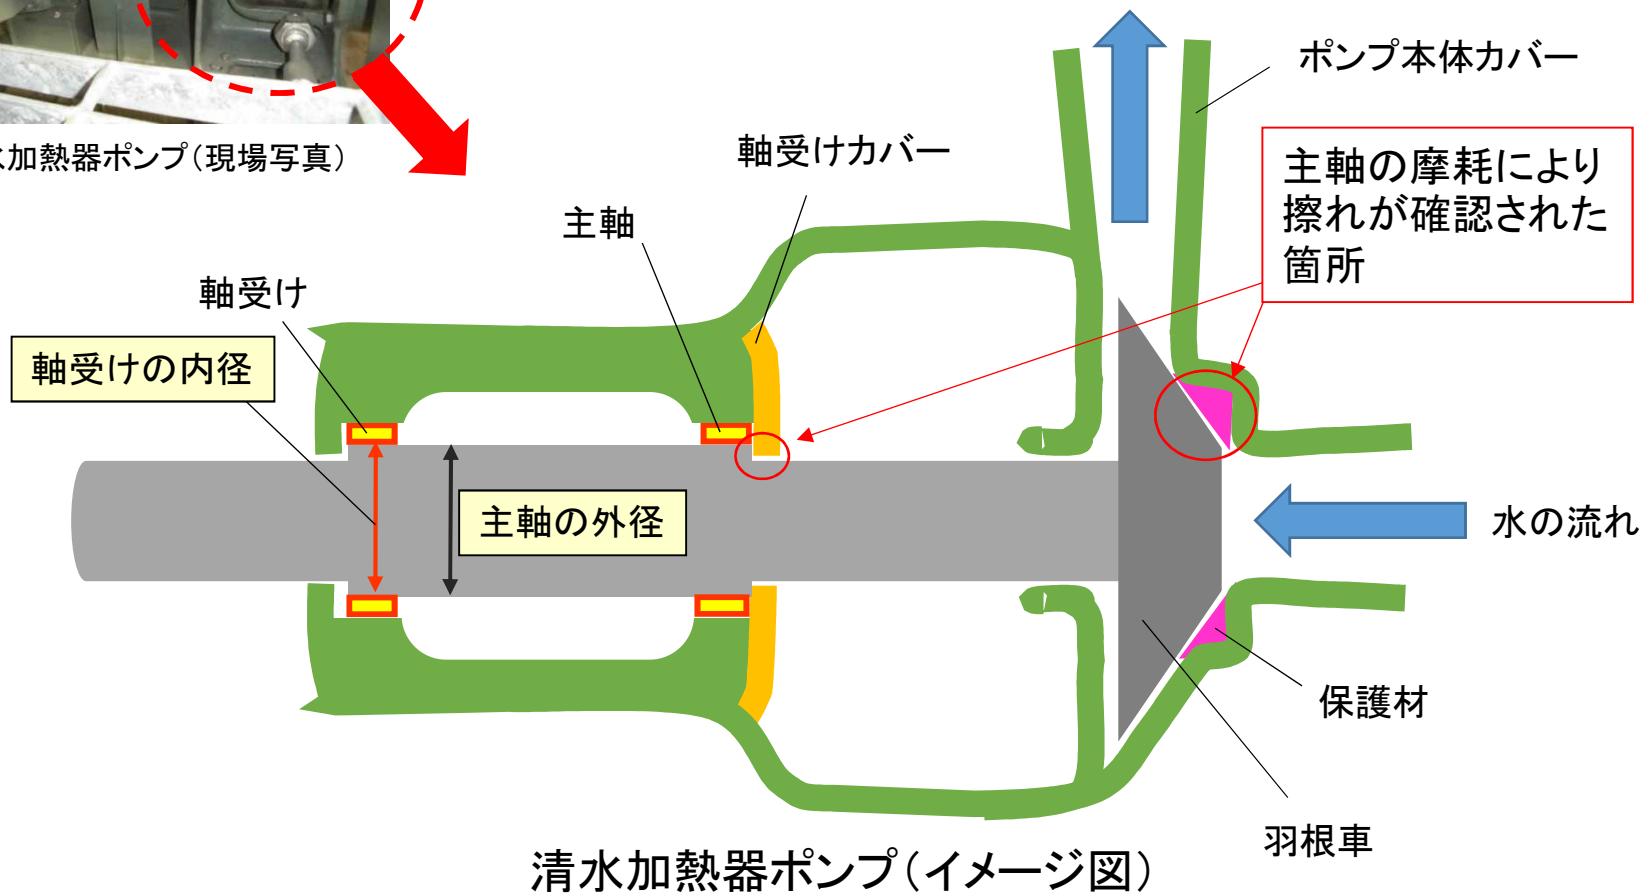 ポンプ本体カバー
水加熱器ポンプ（現場写真）
軸受けカバー
主軸の摩耗により
擦れが確認された
箇所
主軸
軸受け
軸受けの内径
主軸の外径
水の流れ
保護材
羽根車
清水加熱器ポンプ（イメージ図）